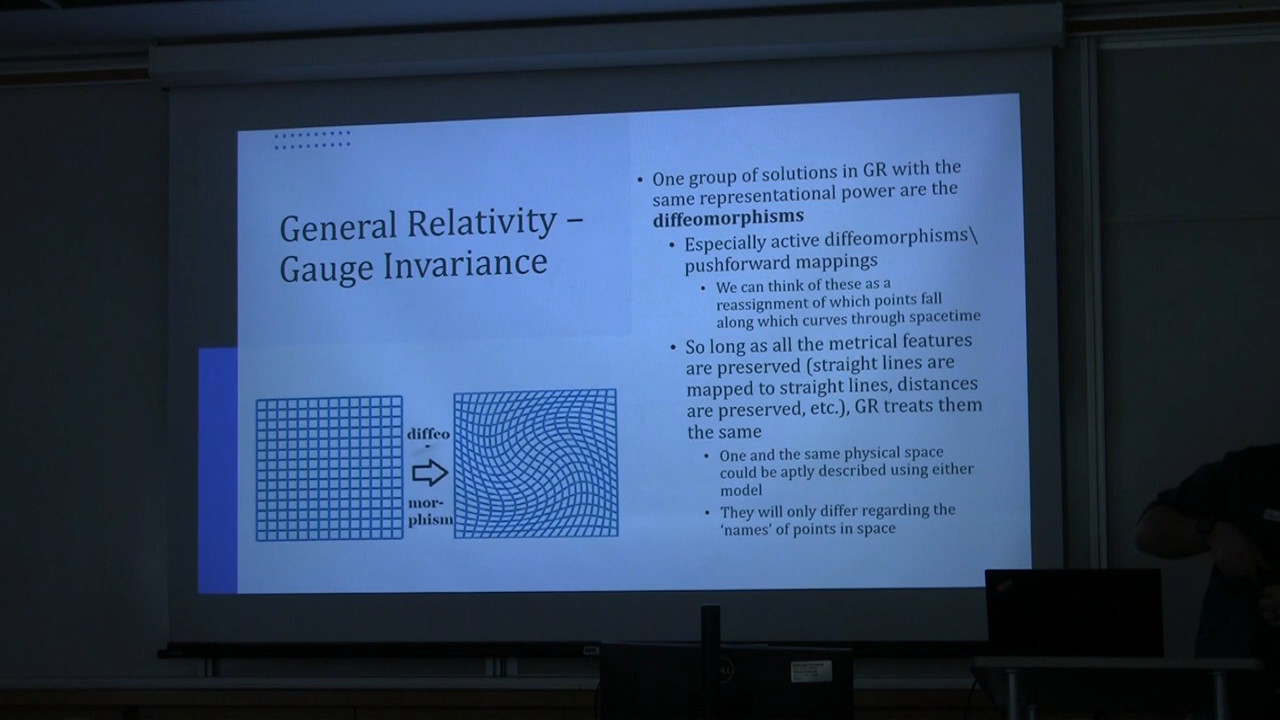 General Relativity –
Gauge Invariance
diffeo
-
mor-
phism
• One group of solutions in GR with the
same representational power are the
diffeomorphisms
• Especially active diffeomorphisms\
pushforward mappings
• We can think of these as a
reassignment of which points fall
along which curves through spacetime
• So long as all the metrical features
are preserved (straight lines are
mapped to straight lines, distances
are preserved, etc.), GR treats them
the same
• One and the same physical space
could be aptly described using either
model
• They will only differ regarding the
‘names’ of points in space